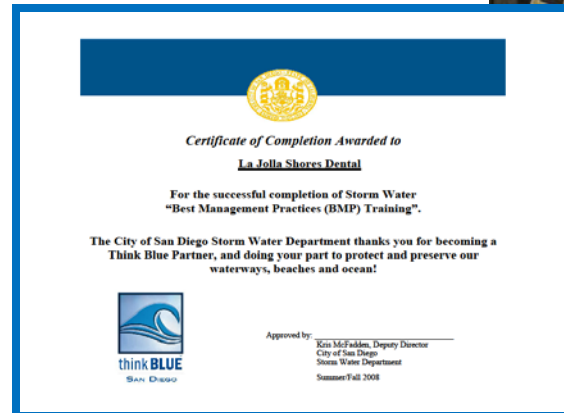 Certificate of Completion Awarded to
La Jolla Shores Dental
For the successful completion of Storm Water
“Best Management Practices (BMP) Training”.
The City of San Diego Storm Water Department thanks you for becoming a
Think Blue Partner, and doing your part to protect and preserve our
waterways, beaches and ocean!
think BLUE
SAN DIEGO
Approved by:
Kris McFadden, Deputy Director
City of San Diego
Storm Water Department
Summer/Fall 2008